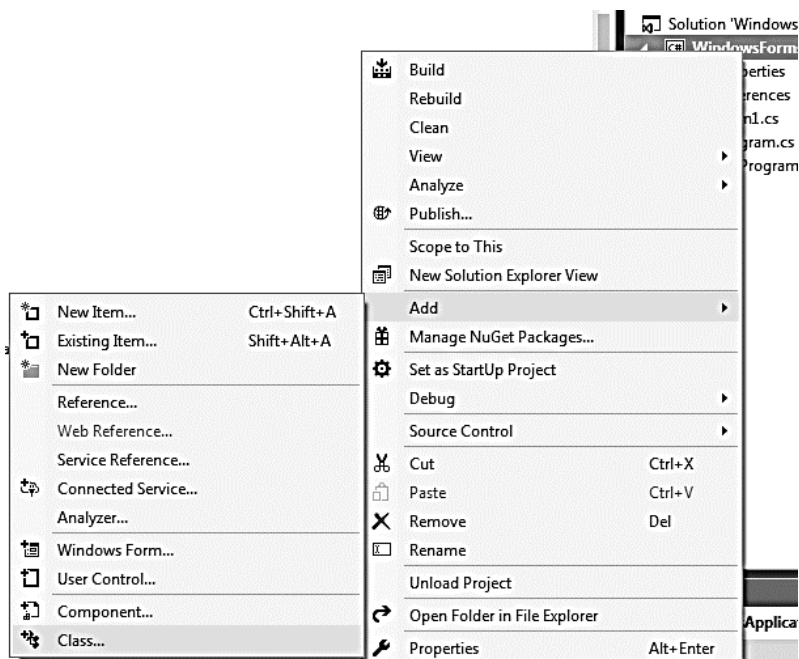 Solution 'Windows
WindowsForms
Build
perties
Rebuild
erences
Clean
m1.cs
View
gram.cs
Program
Analyze
Publish...
Scope to This
New Solution Explorer View
Add
Manage NuGet Packages...
Set as StartUp Project
Debug
Source Control
Cut Ctrl+X
Paste Ctrl+V
Remove Del
Rename
Unload Project
Open Folder in File Explorer
Properties Alt+Enter
New Item... Ctrl+Shift+A
Existing Item... Shift+Alt+A
New Folder
Reference...
Web Reference...
Service Reference...
Connected Service...
Analyzer...
Windows Form...
User Control...
Component...
Class...
Applica